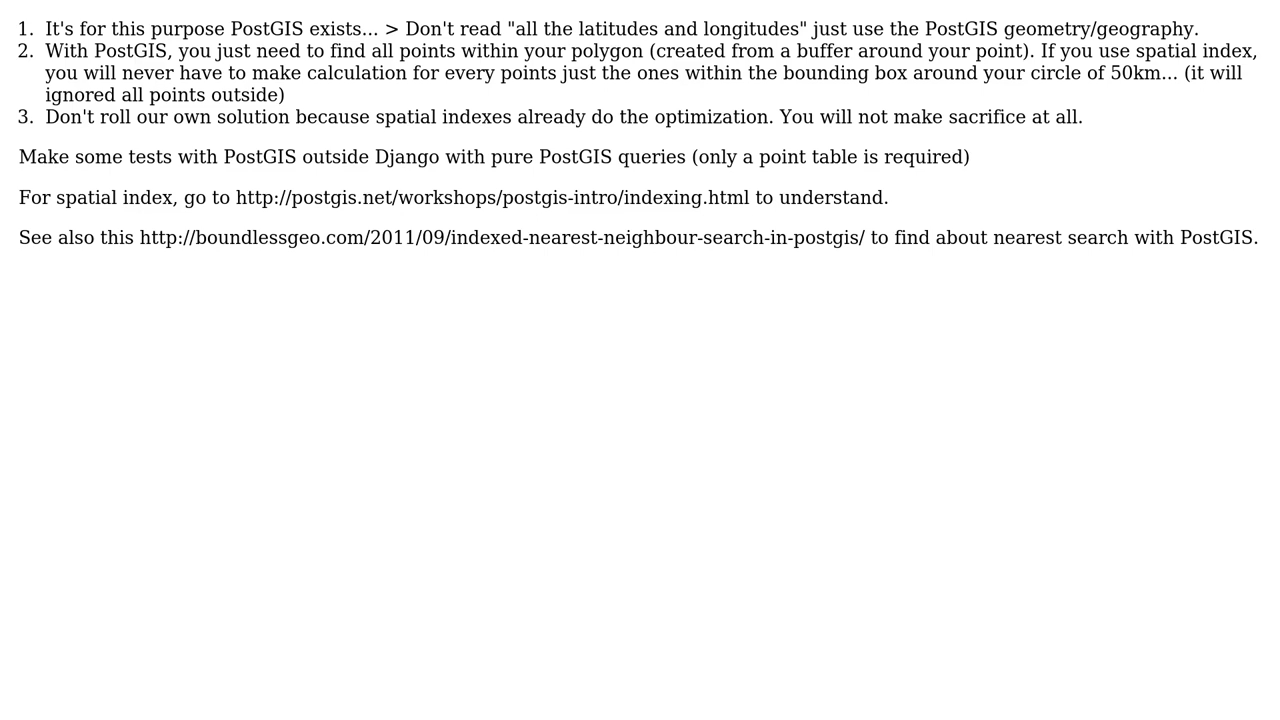 1. It's for this purpose PostGIS exists... > Don't read "all the latitudes and longitudes" just use the PostGIS geometry/geography.
2. With PostGIS, you just need to find all points within your polygon (created from a buffer around your point). If you use spatial index,
you will never have to make calculation for every points just the ones within the bounding box around your circle of 50km... (it will
ignored all points outside)
3. Don't roll our own solution because spatial indexes already do the optimization. You will not make sacrifice at all.
Make some tests with PostGIS outside Django with pure PostGIS queries (only a point table is required)
For spatial index, go to http://postgis.net/workshops/postgis-intro/indexing.html to understand.
See also this http://boundlessgeo.com/2011/09/indexed-nearest-neighbour-search-in-postgis/ to find about nearest search with PostGIS.